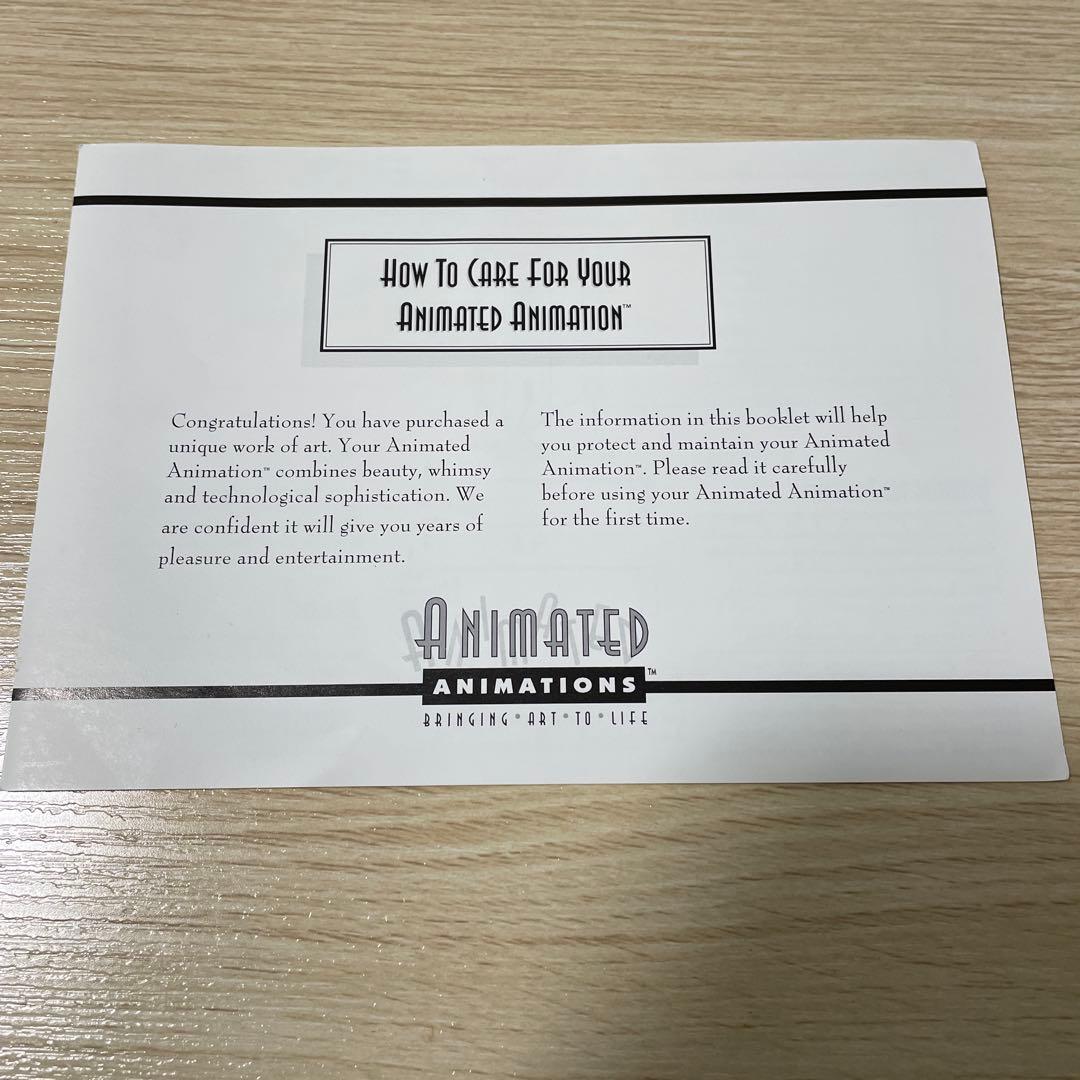 How To Care For Your
Animated Animation™
Congratulations! You have purchased a
unique work of art. Your Animated
Animation™ combines beauty, whimsy
and technological sophistication. We
are confident it will give you years of
pleasure and entertainment.
The information in this booklet will help
you protect and maintain your Animated
Animation™. Please read it carefully
before using your Animated Animation™
for the first time.
ANIMATED
ANIMATIONS™
BRINGING • ART • TO • LIFE